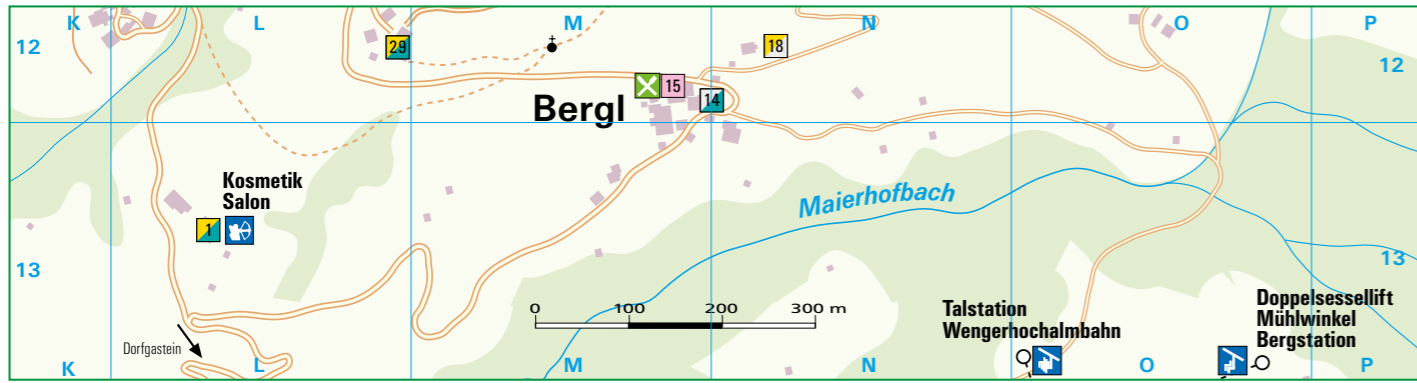 K
L
M
N
O
P
12
29
18
12
15
14
Bergl
Kosmetik
Salon
1
Maierhofbach
13
13
0 100 200 300 m
Talstation
Wengerhochalmbahn
Doppelsessellift
Mühlwinkel
Bergstation
Dorfgastein
K
L
M
N
O
P